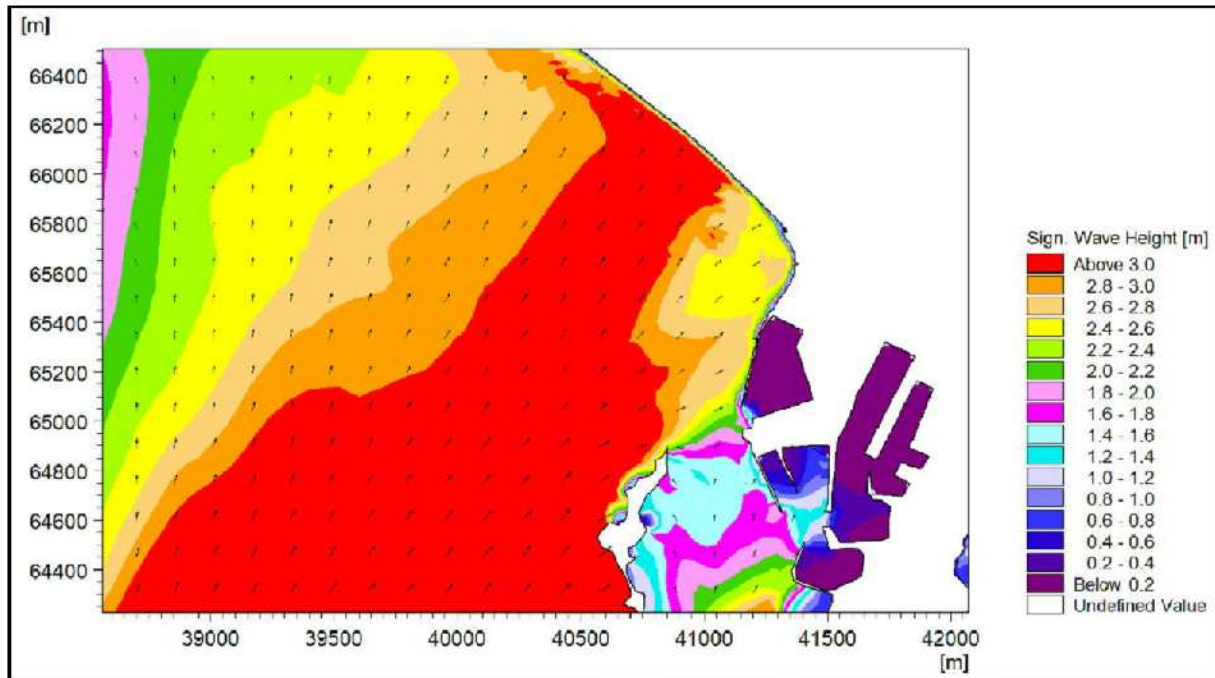 [m]
66400
66200
66000
65800
65600
65400
65200
65000
64800
64600
64400
39000 39500 40000 40500 41000 41500 42000
[m]
Sign. Wave Height [m]
Above 3.0
2.8 - 3.0
2.6 - 2.8
2.4 - 2.6
2.2 - 2.4
2.0 - 2.2
1.8 - 2.0
1.6 - 1.8
1.4 - 1.6
1.2 - 1.4
1.0 - 1.2
0.8 - 1.0
0.6 - 0.8
0.4 - 0.6
0.2 - 0.4
Below 0.2
Undefined Value